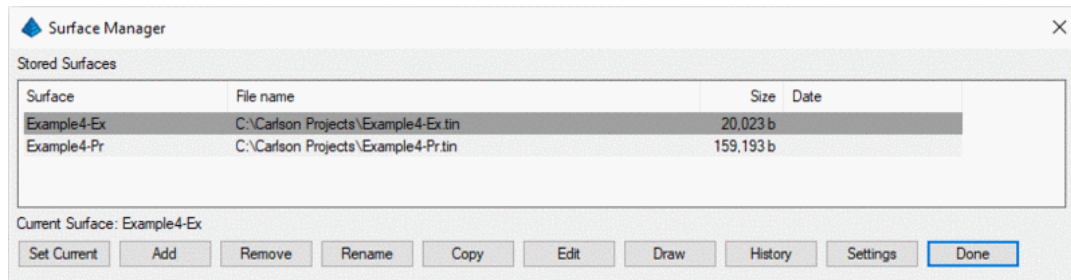 Surface Manager
Stored Surfaces
Surface File name Size Date
Example4-Ex C:\Carlson Projects\Example4-Ex.tin 20,023 b
Example4-Pr C:\Carlson Projects\Example4-Pr.tin 159,193 b
Current Surface: Example4-Ex
Set Current Add Remove Rename Copy Edit Draw History Settings Done